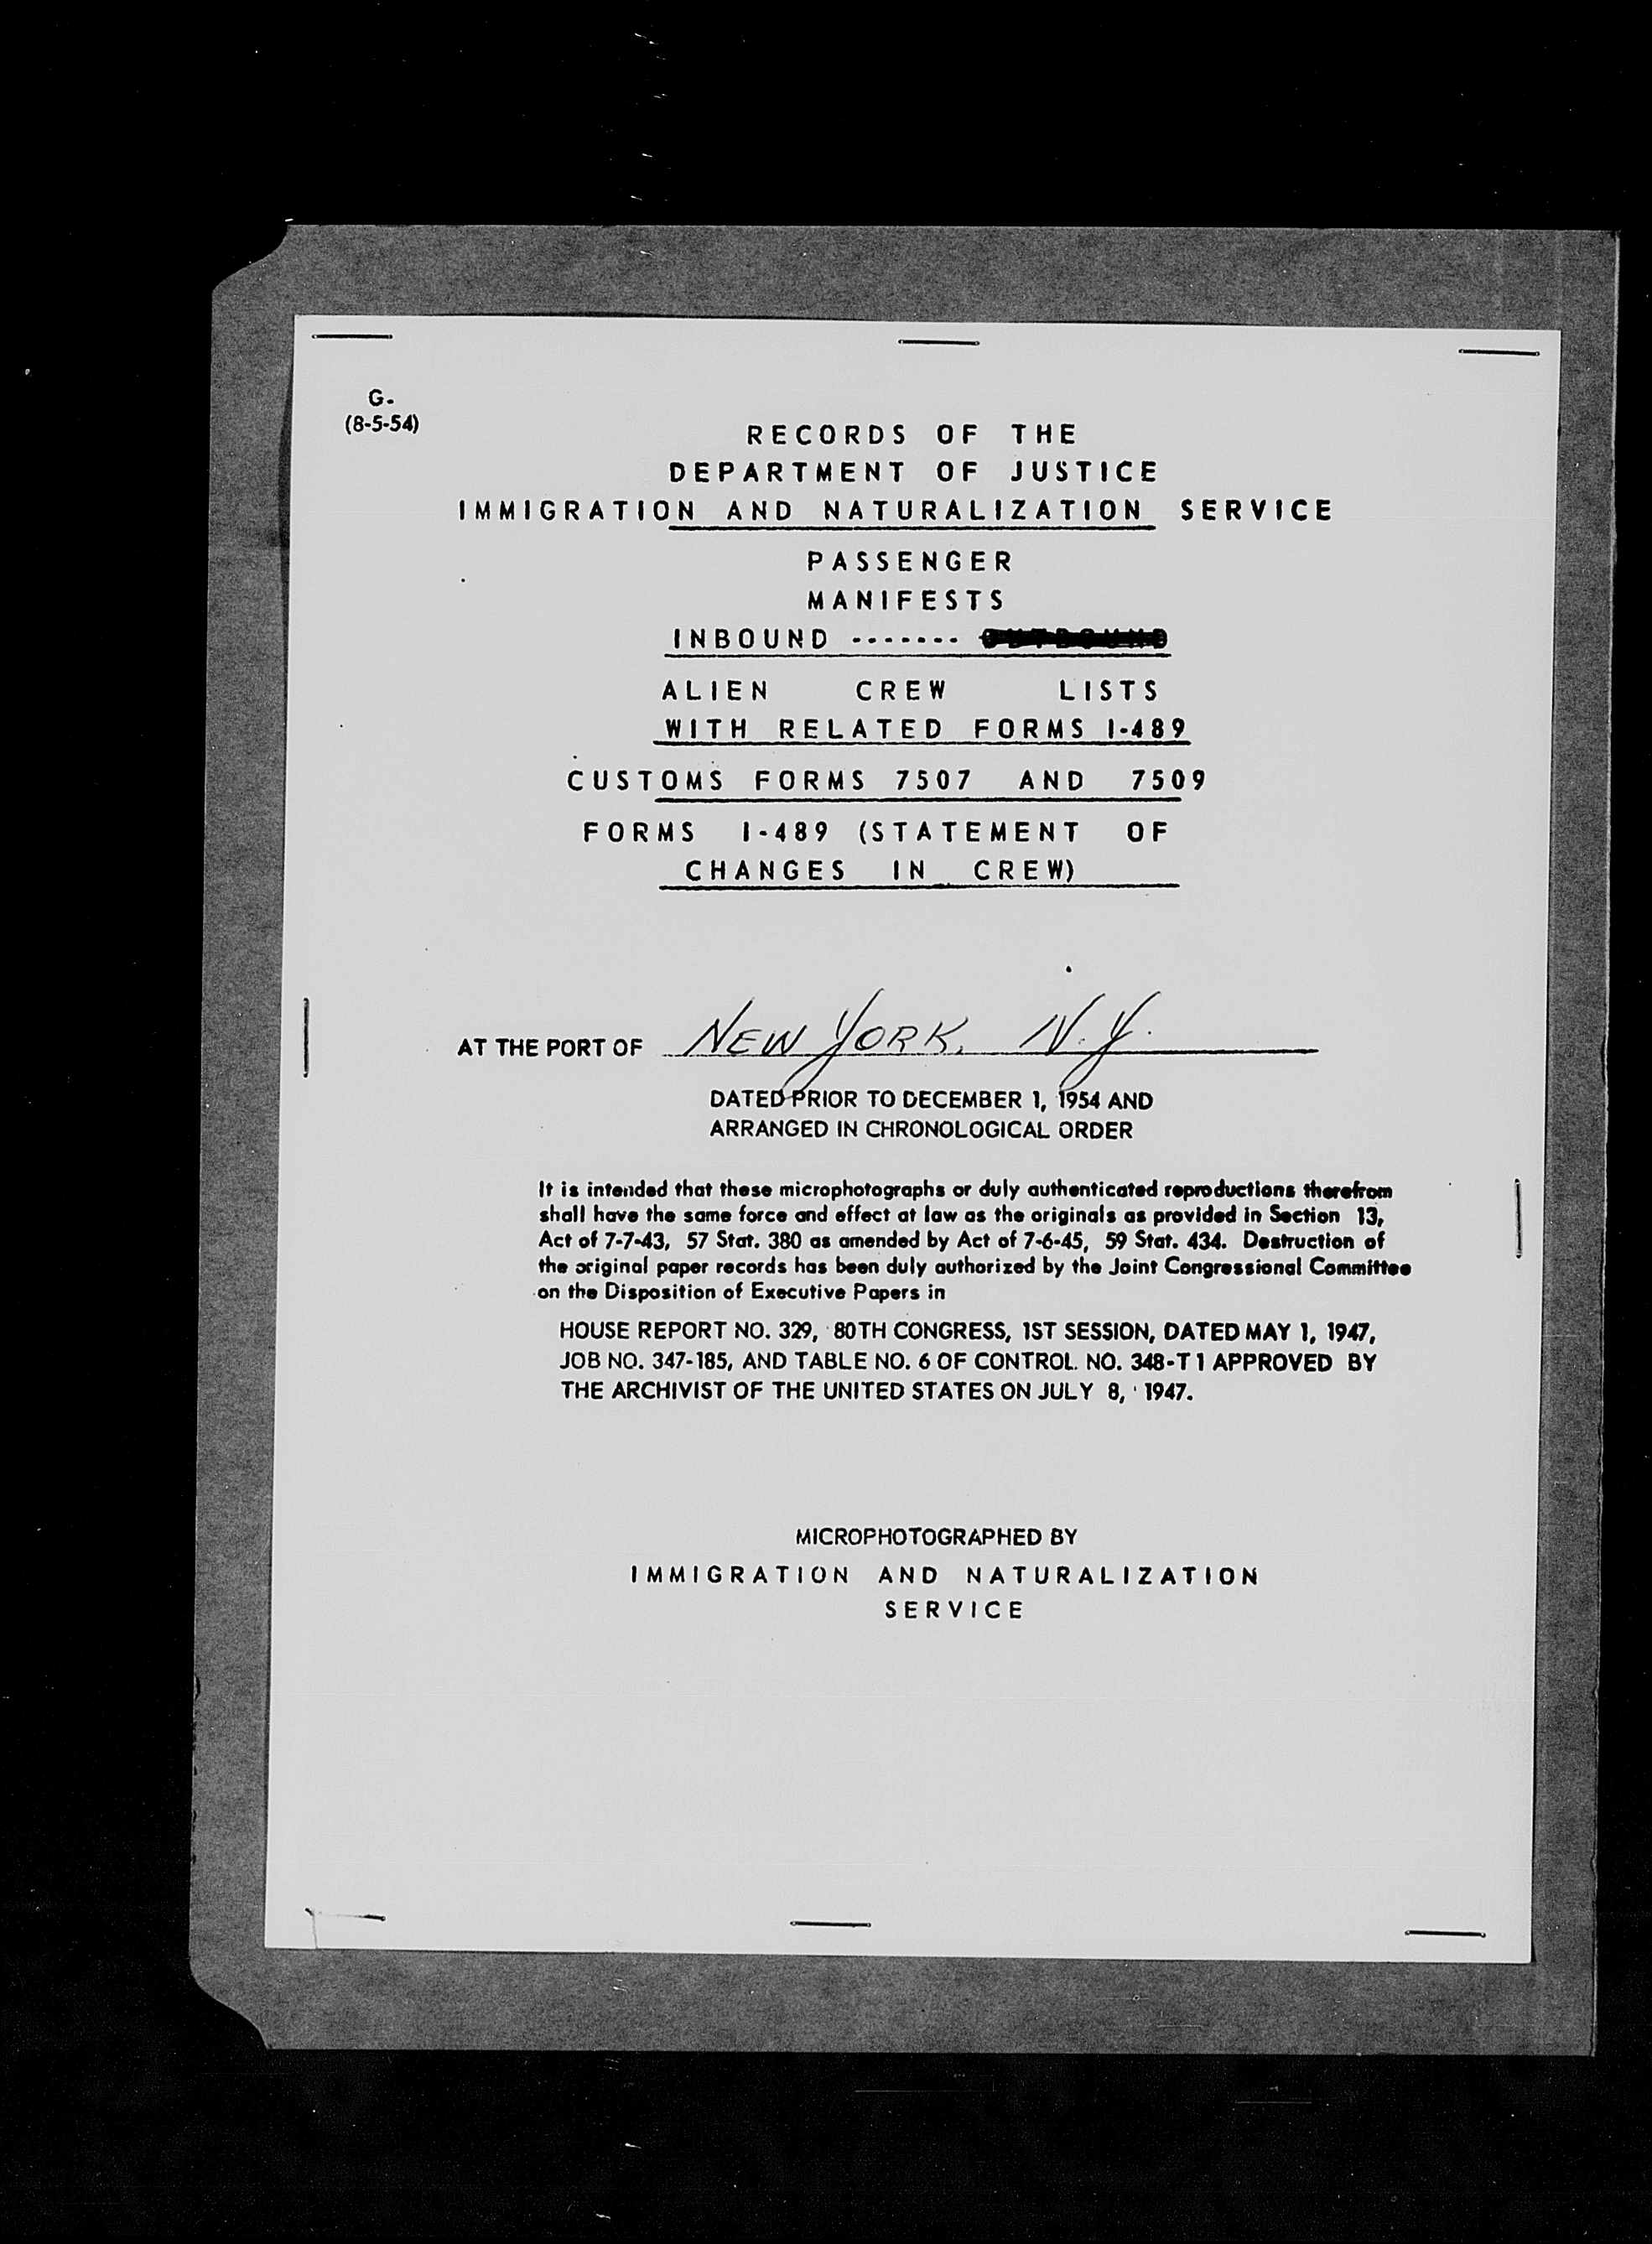 G-
(8-5-54)
RECORDS OF THE
DEPARTMENT OF JUSTICE
IMMIGRATION AND NATURALIZATION SERVICE
PASSENGER
MANIFESTS
INBOUND -------
ALIEN CREW LISTS
WITH RELATED FORMS I-489
CUSTOMS FORMS 7507 AND 7509
FORMS I-489 (STATEMENT OF
CHANGES IN CREW)
AT THE PORT OF NEW YORK, N.Y.
DATED PRIOR TO DECEMBER 1, 1954 AND
ARRANGED IN CHRONOLOGICAL ORDER
It is intended that these microphotographs or duly authenticated reproductions therefrom
shall have the same force and effect at law as the originals as provided in Section 13,
Act of 7-7-43, 57 Stat. 380 as amended by Act of 7-6-45, 59 Stat. 434. Destruction of
the original paper records has been duly authorized by the Joint Congressional Committee
on the Disposition of Executive Papers in
HOUSE REPORT NO. 329, 80TH CONGRESS, 1ST SESSION, DATED MAY 1, 1947,
JOB NO. 347-185, AND TABLE NO. 6 OF CONTROL NO. 348-T1 APPROVED BY
THE ARCHIVIST OF THE UNITED STATES ON JULY 8, 1947.
MICROPHOTOGRAPHED BY
IMMIGRATION AND NATURALIZATION
SERVICE